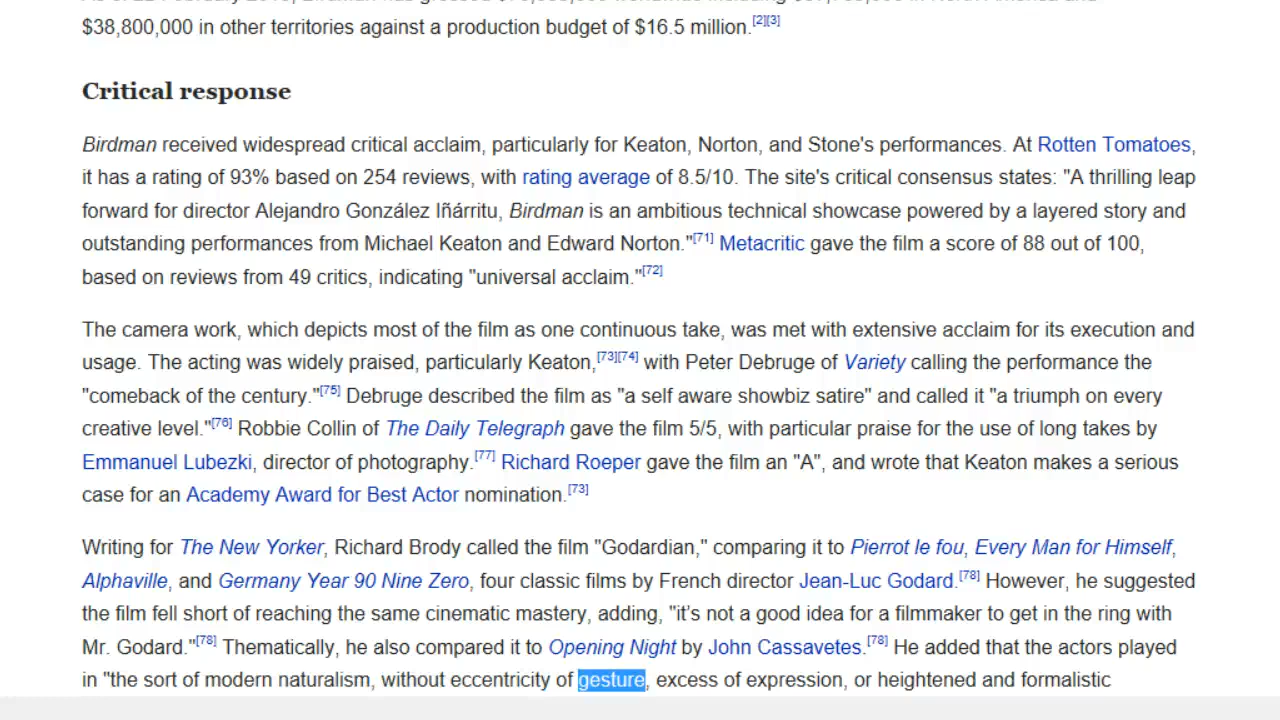 $38,800,000 in other territories against a production budget of $16.5 million.[2][3]
Critical response
Birdman received widespread critical acclaim, particularly for Keaton, Norton, and Stone's performances. At Rotten Tomatoes,
it has a rating of 93% based on 254 reviews, with rating average of 8.5/10. The site's critical consensus states: "A thrilling leap
forward for director Alejandro González Iñárritu, Birdman is an ambitious technical showcase powered by a layered story and
outstanding performances from Michael Keaton and Edward Norton."[71] Metacritic gave the film a score of 88 out of 100,
based on reviews from 49 critics, indicating "universal acclaim."[72]
The camera work, which depicts most of the film as one continuous take, was met with extensive acclaim for its execution and
usage. The acting was widely praised, particularly Keaton,[73][74] with Peter Debruge of Variety calling the performance the
"comeback of the century."[75] Debruge described the film as "a self aware showbiz satire" and called it "a triumph on every
creative level."[76] Robbie Collin of The Daily Telegraph gave the film 5/5, with particular praise for the use of long takes by
Emmanuel Lubezki, director of photography.[77] Richard Roeper gave the film an "A", and wrote that Keaton makes a serious
case for an Academy Award for Best Actor nomination.[73]
Writing for The New Yorker, Richard Brody called the film "Godardian," comparing it to Pierrot le fou, Every Man for Himself,
Alphaville, and Germany Year 90 Nine Zero, four classic films by French director Jean-Luc Godard.[78] However, he suggested
the film fell short of reaching the same cinematic mastery, adding, "it's not a good idea for a filmmaker to get in the ring with
Mr. Godard."[78] Thematically, he also compared it to Opening Night by John Cassavetes.[78] He added that the actors played
in "the sort of modern naturalism, without eccentricity of gesture, excess of expression, or heightened and formalistic